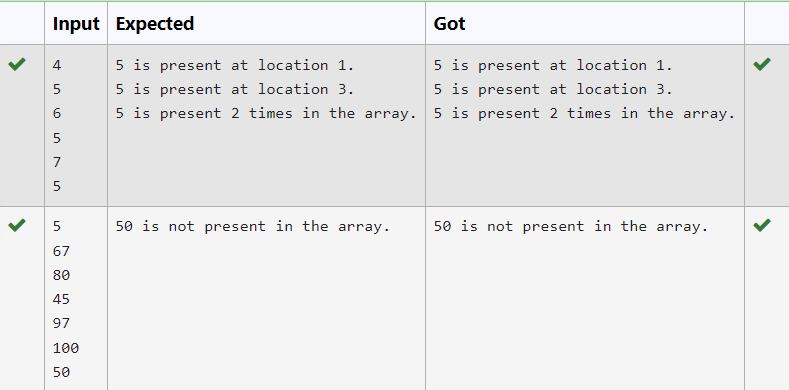 Input Expected Got
4 5 is present at location 1. 5 is present at location 1.
5 5 is present at location 3. 5 is present at location 3.
6 5 is present 2 times in the array. 5 is present 2 times in the array.
5
7
5
5 50 is not present in the array. 50 is not present in the array.
67
80
45
97
100
50